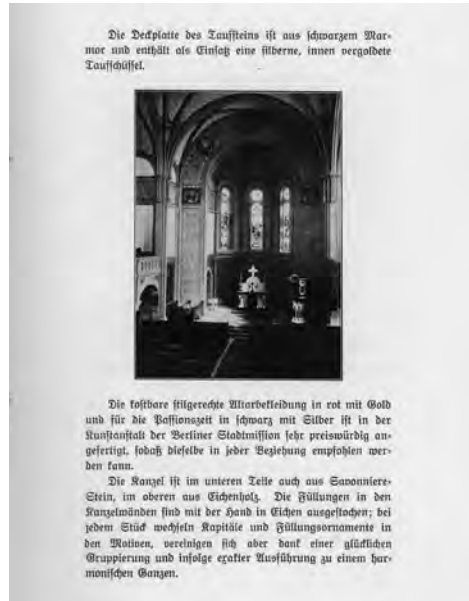 Die Deckplatte des Taufsteins ist aus schwarzem Mar-
mor und enthält als Einsatz eine silberne, innen vergoldete
Taufschüssel.
Die kostbare stilgerechte Altarbekleidung in rot mit Gold
und für die Passionszeit in schwarz mit Silber ist in der
Kunstanstalt der Berliner Stadtmission sehr preiswürdig an-
gefertigt, sodaß dieselbe in jeder Beziehung empfohlen wer-
den kann.
Die Kanzel ist im unteren Teile auch aus Savonniere-
Stein, im oberen aus Eichenholz. Die Füllungen in den
Kanzelwänden sind mit der Hand in Eichen ausgestochen; bei
jedem Stück wechseln Kapitäle und Füllungsornamente in
den Motiven, vereinigen sich aber dank einer glücklichen
Gruppierung und infolge exakter Ausführung zu einem har-
monischen Ganzen.